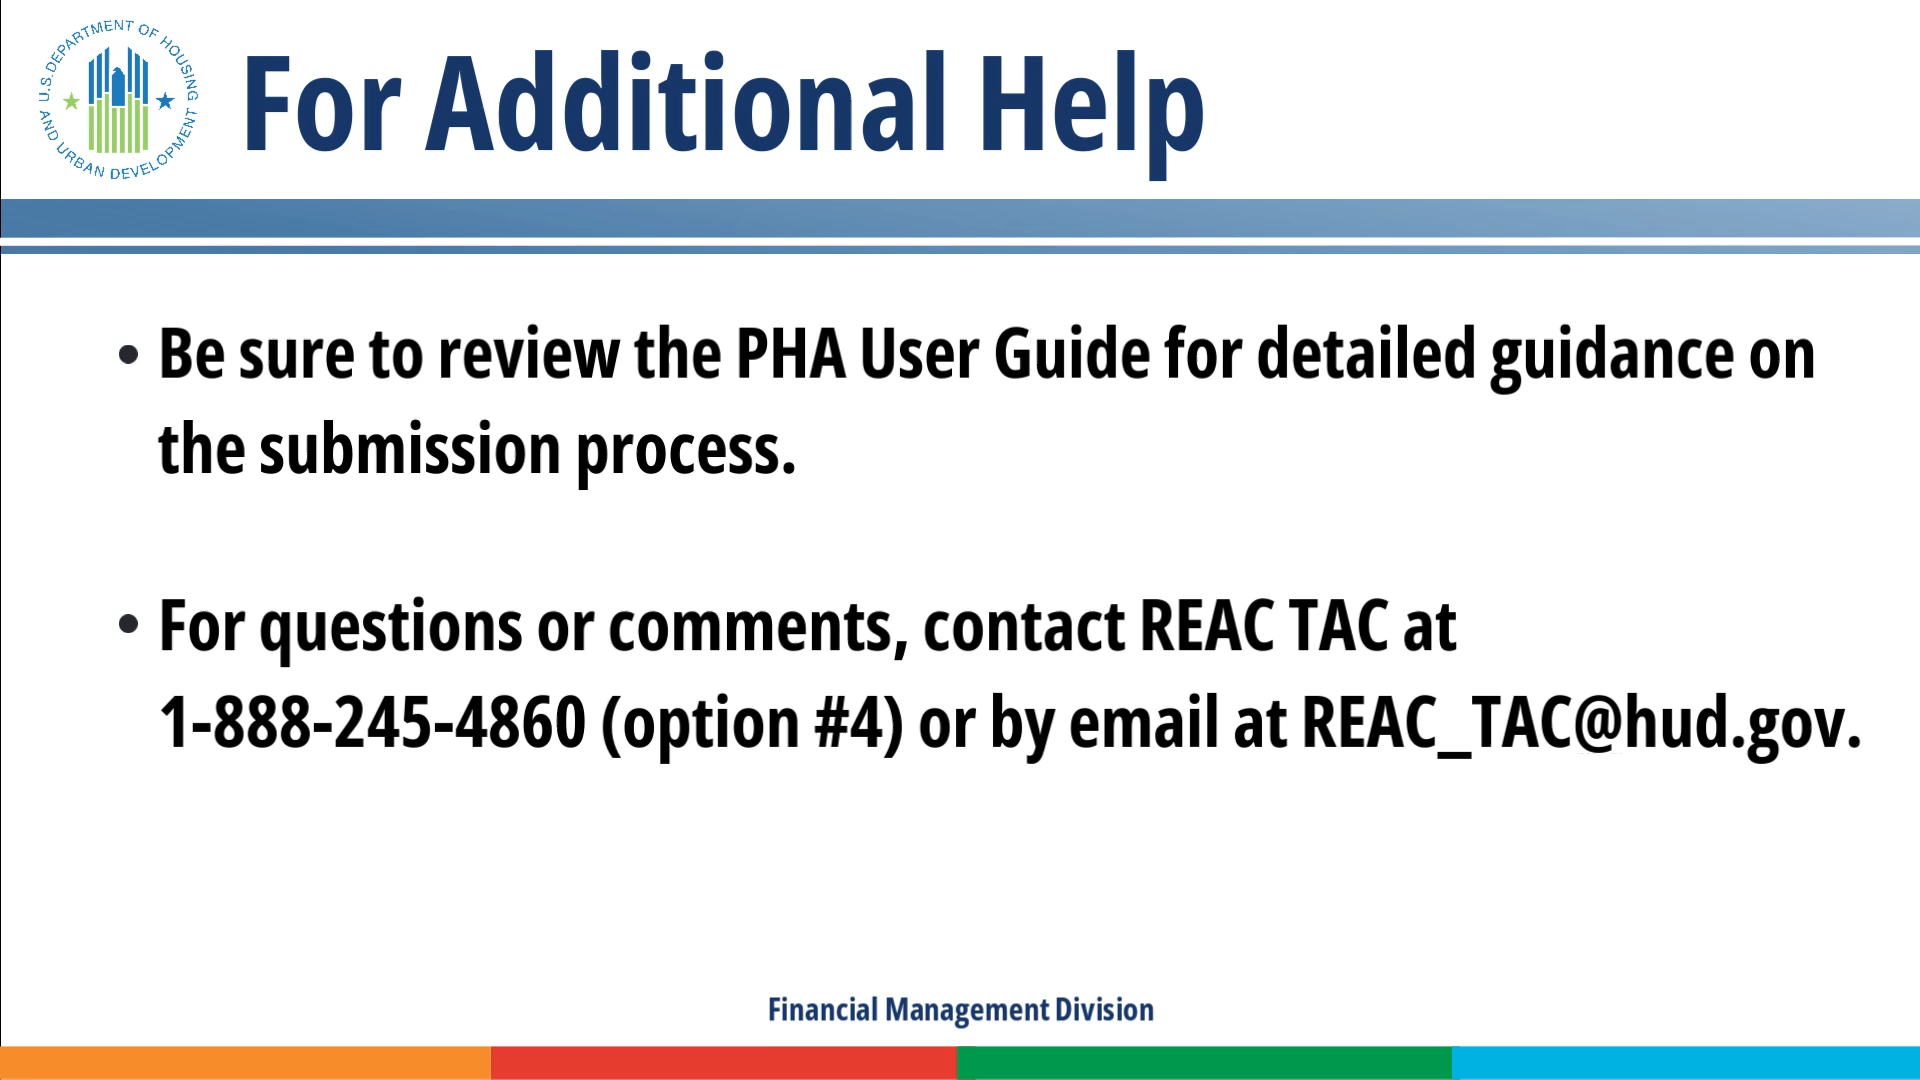 U.S. DEPARTMENT OF HOUSING
AND URBAN DEVELOPMENT
For Additional Help
• Be sure to review the PHA User Guide for detailed guidance on
the submission process.
• For questions or comments, contact REAC TAC at
1-888-245-4860 (option #4) or by email at REAC_TAC@hud.gov.
Financial Management Division